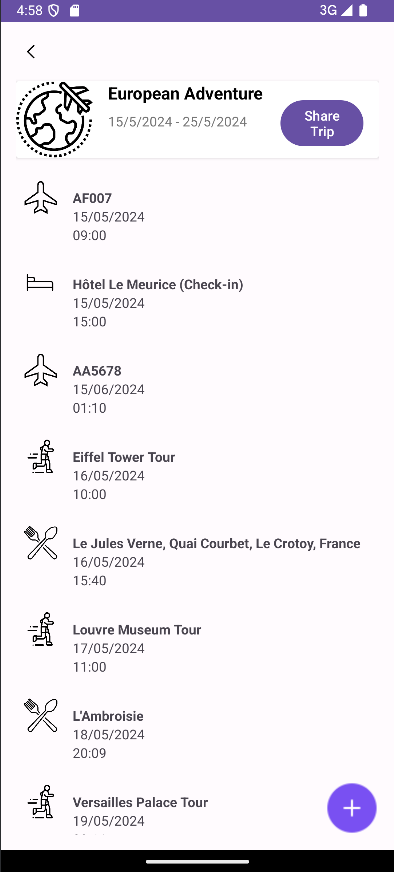 4:58
3G
European Adventure
15/5/2024 - 25/5/2024
Share
Trip
AF007
15/05/2024
09:00
Hôtel Le Meurice (Check-in)
15/05/2024
15:00
AA5678
15/06/2024
01:10
Eiffel Tower Tour
16/05/2024
10:00
Le Jules Verne, Quai Courbet, Le Crotoy, France
16/05/2024
15:40
Louvre Museum Tour
17/05/2024
11:00
L'Ambroisie
18/05/2024
20:09
Versailles Palace Tour
19/05/2024